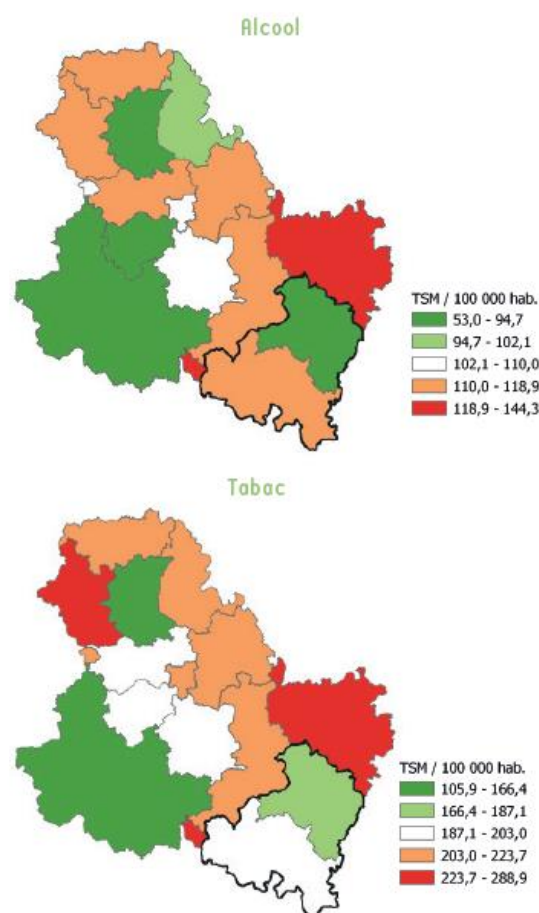 Alcool
TSM / 100 000 hab.
53,0 - 94,7
94,7 - 102,1
102,1 - 110,0
110,0 - 118,9
118,9 - 144,3
Tabac
TSM / 100 000 hab.
105,9 - 166,4
166,4 - 187,1
187,1 - 203,0
203,0 - 223,7
223,7 - 288,9